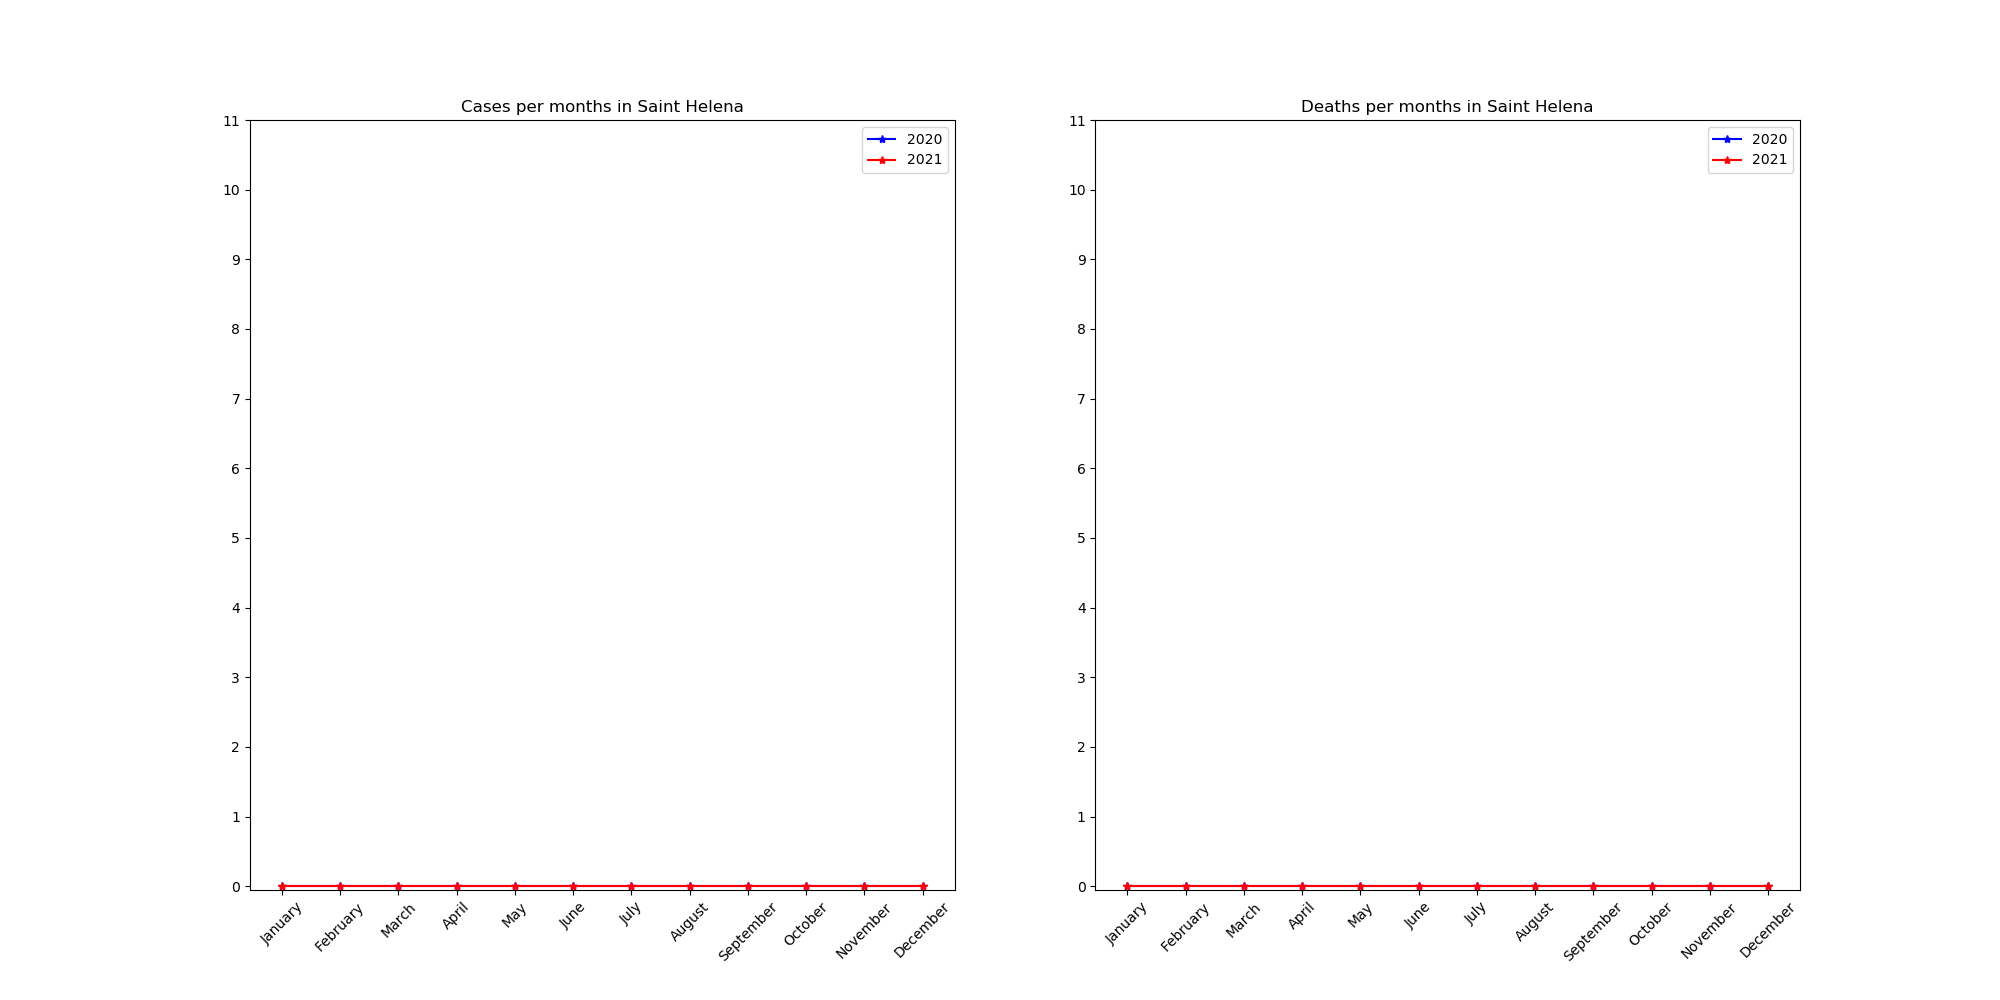 Cases per months in Saint Helena
2020
2021
11
10
9
8
7
6
5
4
3
2
1
0
January
February
March
April
May
June
July
August
September
October
November
December
Deaths per months in Saint Helena
2020
2021
11
10
9
8
7
6
5
4
3
2
1
0
January
February
March
April
May
June
July
August
September
October
November
December